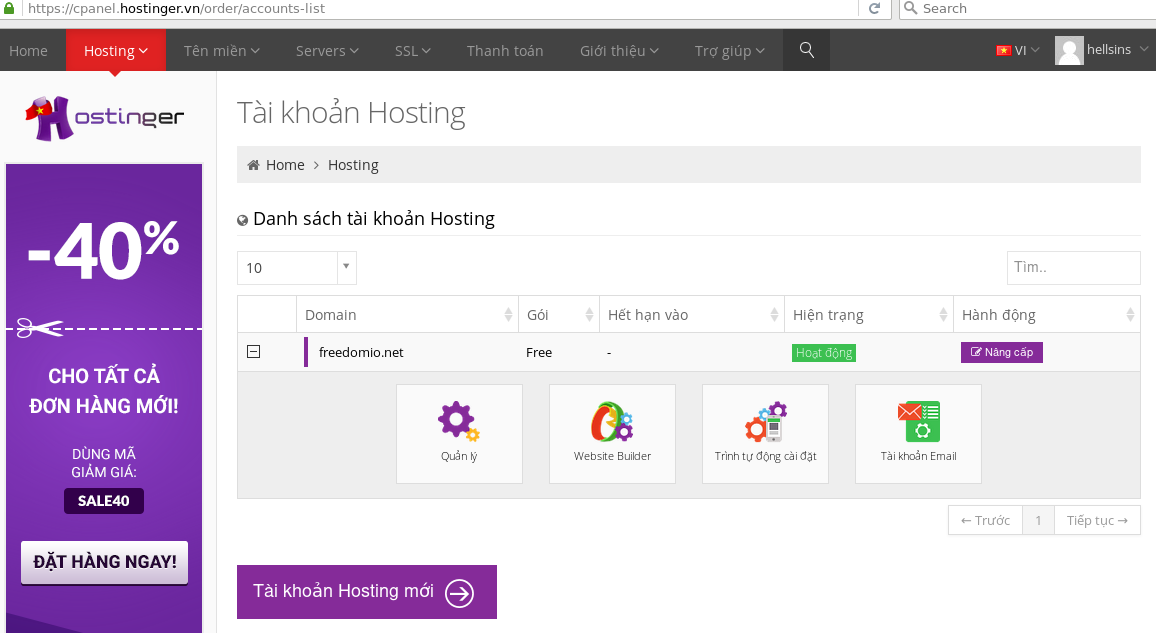 https://cpanel.hostinger.vn/order/accounts-list
Search
Home Hosting Tên miền Servers SSL Thanh toán Giới thiệu Trợ giúp VI hellsins
Hostinger
Tài khoản Hosting
Home > Hosting
-40%
Danh sách tài khoản Hosting
10
Tìm..
Domain Gói Hết hạn vào Hiện trạng Hành động
freedomio.net Free - Hoạt động Nâng cấp
CHO TẤT CẢ
ĐƠN HÀNG MỚI!
DÙNG MÃ
GIẢM GIÁ:
SALE40
ĐẶT HÀNG NGAY!
Quản lý Website Builder Trình tự động cài đặt Tài khoản Email
← Trước 1 Tiếp tục →
Tài khoản Hosting mới